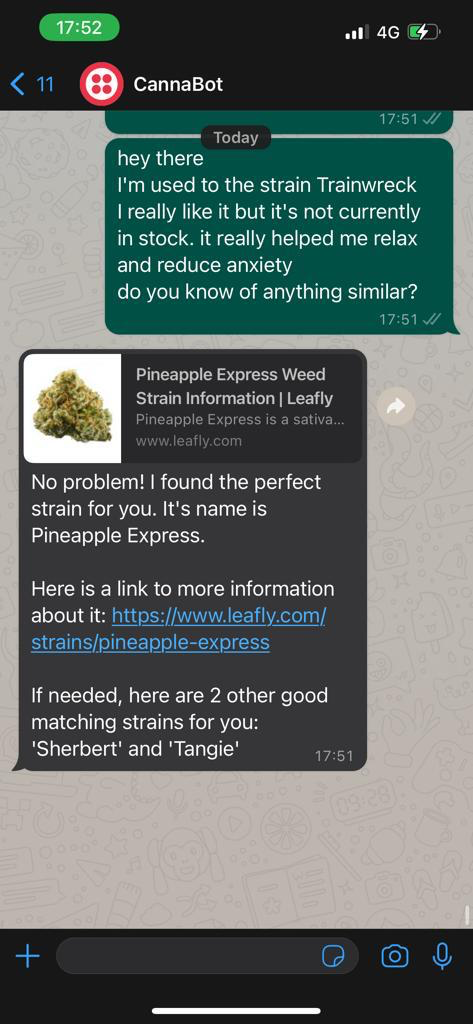 17:52
4G
11
CannaBot
17:51
Today
hey there
I'm used to the strain Trainwreck
I really like it but it's not currently
in stock. it really helped me relax
and reduce anxiety
do you know of anything similar?
17:51
Pineapple Express Weed
Strain Information | Leafly
Pineapple Express is a sativa...
www.leafly.com
No problem! I found the perfect
strain for you. It's name is
Pineapple Express.
Here is a link to more information
about it: https://www.leafly.com/
strains/pineapple-express
If needed, here are 2 other good
matching strains for you:
'Sherbert' and 'Tangie'
17:51